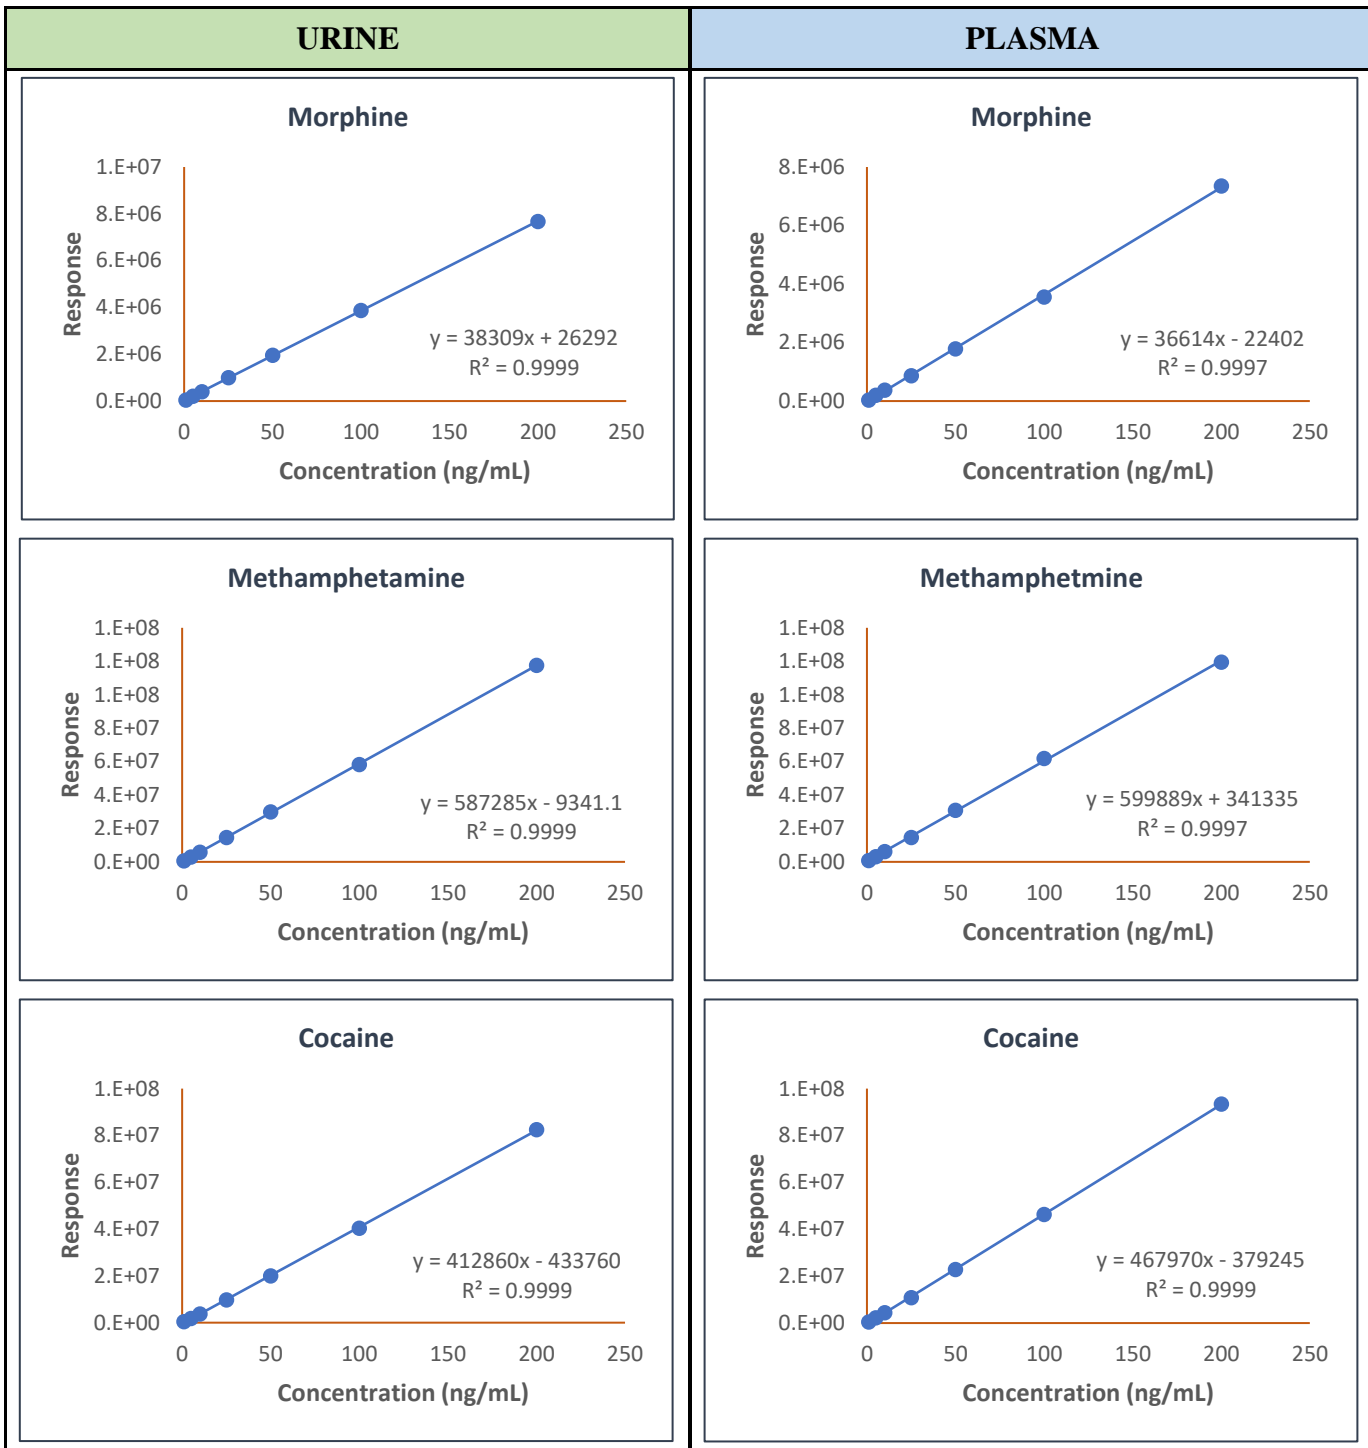 URINE
PLASMA
Morphine
1.E+07
8.E+06
6.E+06
4.E+06
2.E+06
0.E+00
Response
y = 38309x + 26292
R² = 0.9999
0 50 100 150 200 250
Concentration (ng/mL)
Morphine
8.E+06
6.E+06
4.E+06
2.E+06
0.E+00
Response
y = 36614x - 22402
R² = 0.9997
0 50 100 150 200 250
Concentration (ng/mL)
Methamphetamine
1.E+08
1.E+08
1.E+08
8.E+07
6.E+07
4.E+07
2.E+07
0.E+00
Response
y = 587285x - 9341.1
R² = 0.9999
0 50 100 150 200 250
Concentration (ng/mL)
Methamphetmine
1.E+08
1.E+08
1.E+08
8.E+07
6.E+07
4.E+07
2.E+07
0.E+00
Response
y = 599889x + 341335
R² = 0.9997
0 50 100 150 200 250
Concentration (ng/mL)
Cocaine
1.E+08
8.E+07
6.E+07
4.E+07
2.E+07
0.E+00
Response
y = 412860x - 433760
R² = 0.9999
0 50 100 150 200 250
Concentration (ng/mL)
Cocaine
1.E+08
8.E+07
6.E+07
4.E+07
2.E+07
0.E+00
Response
y = 467970x - 379245
R² = 0.9999
0 50 100 150 200 250
Concentration (ng/mL)